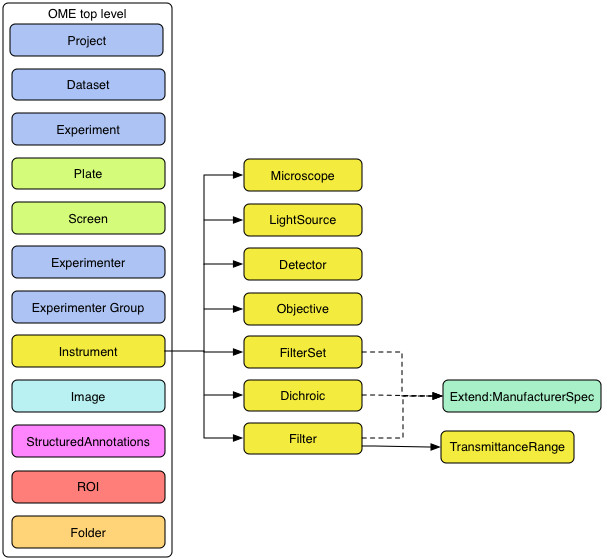 OME top level
Project
Dataset
Experiment
Plate
Screen
Experimenter
Experimenter Group
Instrument
Image
StructuredAnnotations
ROI
Folder
Microscope
LightSource
Detector
Objective
FilterSet
Dichroic
Filter
Extend:ManufacturerSpec
TransmittanceRange